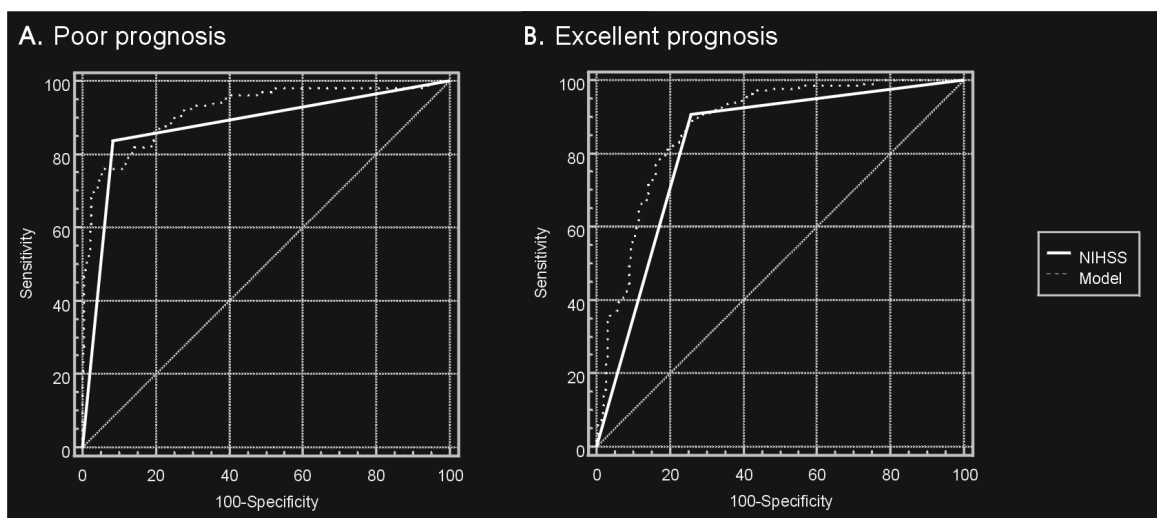 A. Poor prognosis
100
80
60
40
20
0
Sensitivity
0 20 40 60 80 100
100-Specificity
B. Excellent prognosis
100
80
60
40
20
0
Sensitivity
0 20 40 60 80 100
100-Specificity
NIHSS
Model